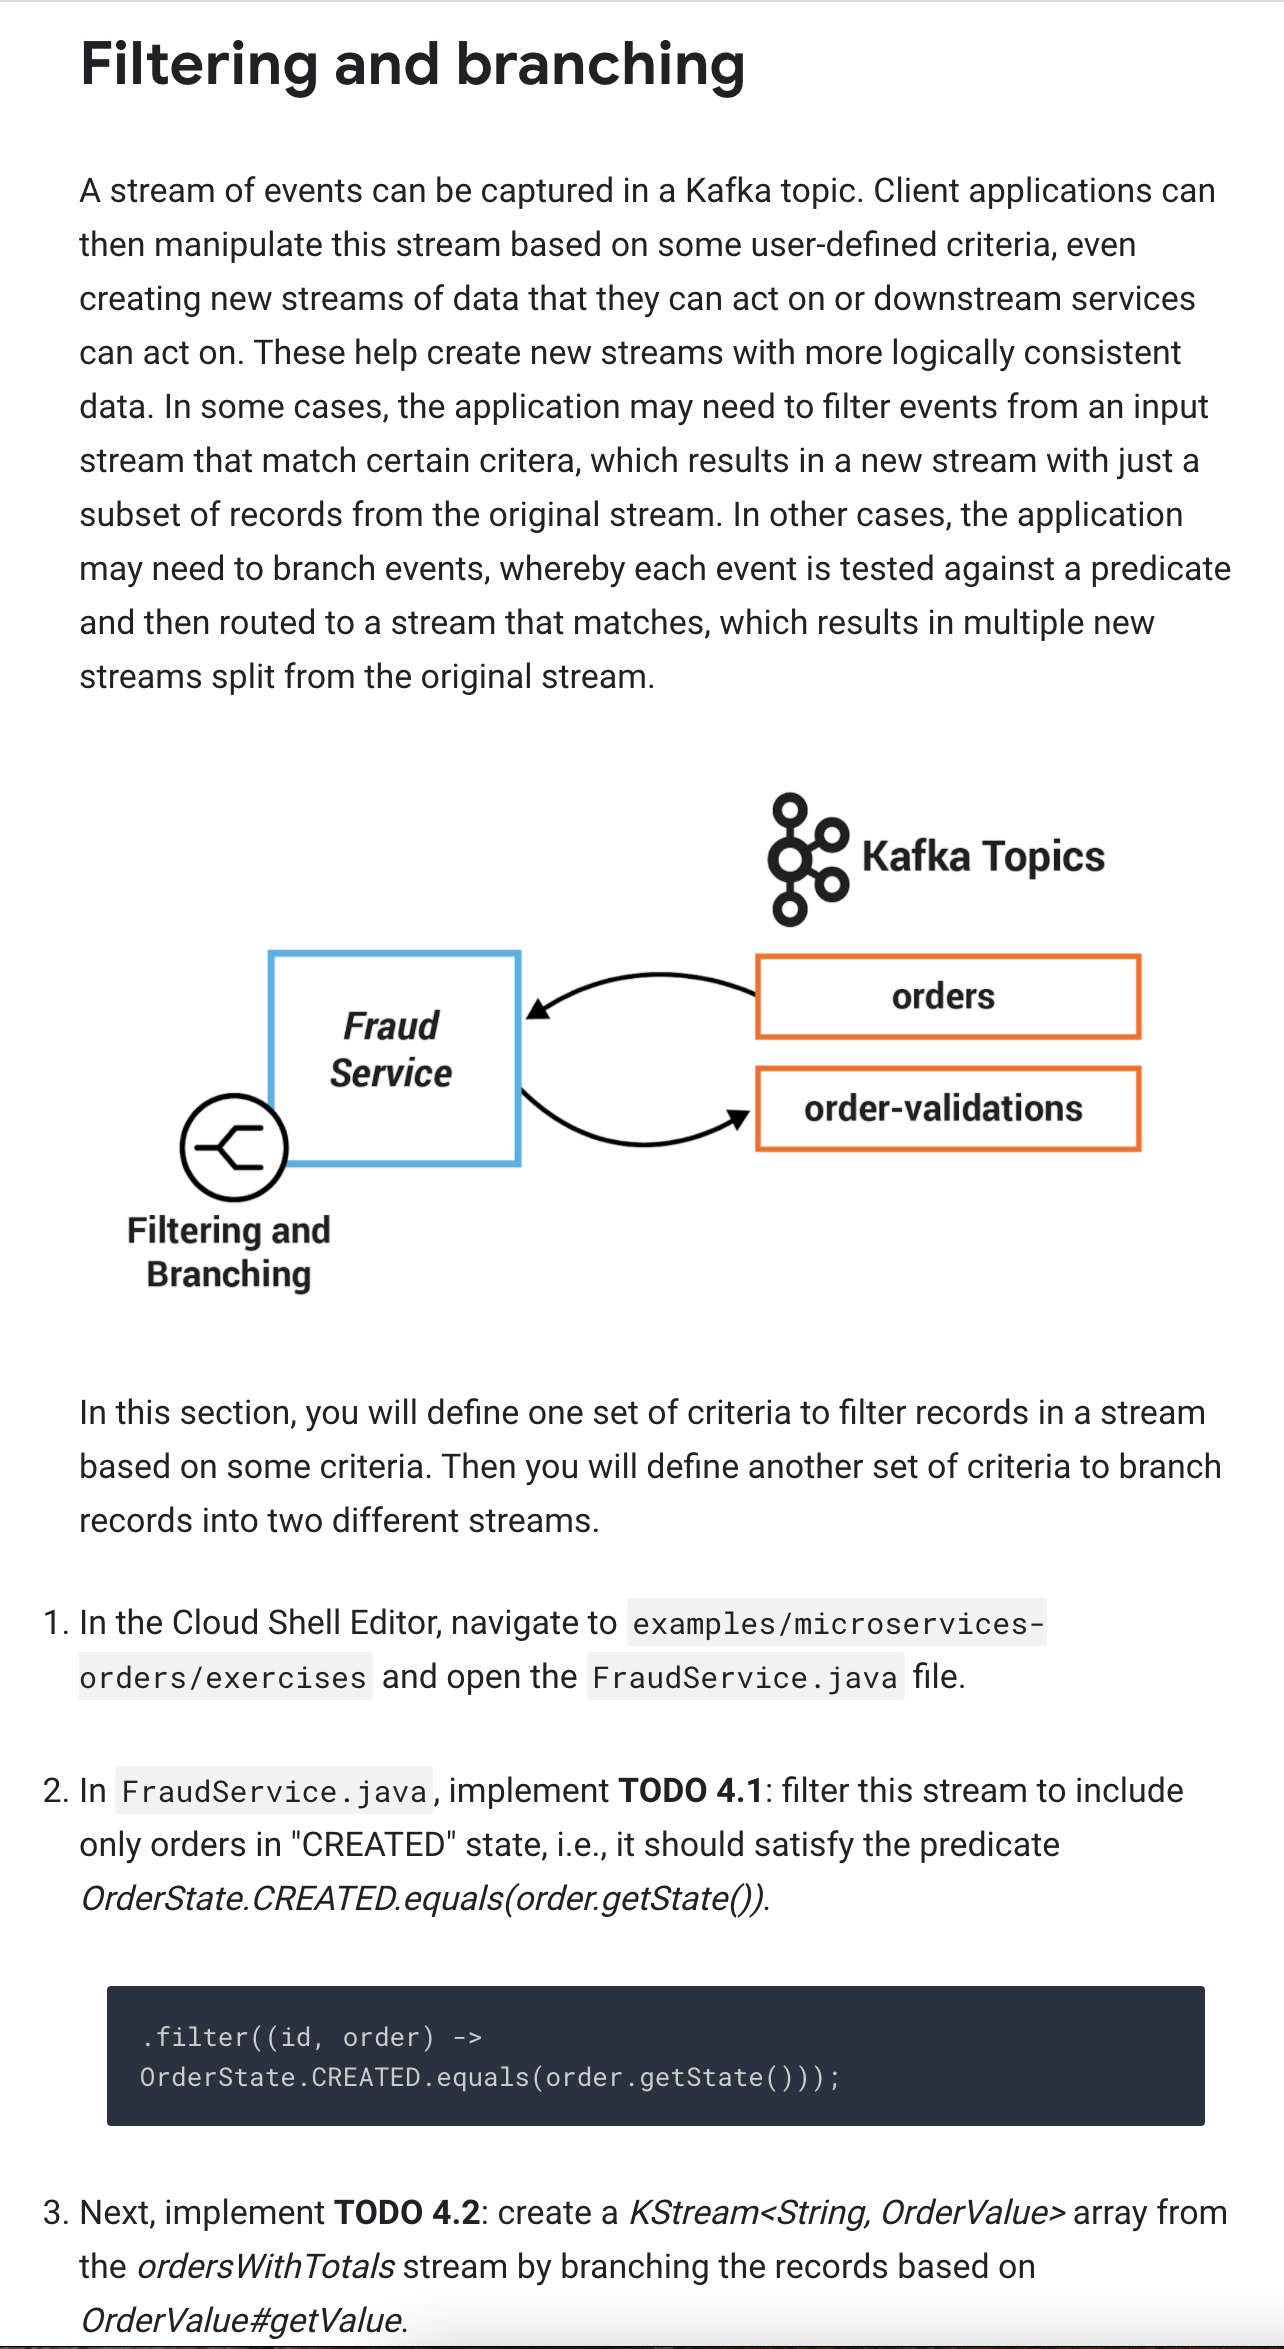 Filtering and branching
A stream of events can be captured in a Kafka topic. Client applications can
then manipulate this stream based on some user-defined criteria, even
creating new streams of data that they can act on or downstream services
can act on. These help create new streams with more logically consistent
data. In some cases, the application may need to filter events from an input
stream that match certain critera, which results in a new stream with just a
subset of records from the original stream. In other cases, the application
may need to branch events, whereby each event is tested against a predicate
and then routed to a stream that matches, which results in multiple new
streams split from the original stream.
Kafka Topics
orders
Fraud
Service
order-validations
Filtering and
Branching
In this section, you will define one set of criteria to filter records in a stream
based on some criteria. Then you will define another set of criteria to branch
records into two different streams.
1. In the Cloud Shell Editor, navigate to examples/microservices-
orders/exercises and open the FraudService.java file.
2. In FraudService.java, implement TODO 4.1: filter this stream to include
only orders in "CREATED" state, i.e., it should satisfy the predicate
OrderState.CREATED.equals(order.getState()).
.filter((id, order) ->
OrderState.CREATED.equals(order.getState()));
3. Next, implement TODO 4.2: create a KStream<String, OrderValue> array from
the ordersWithTotals stream by branching the records based on
OrderValue#getValue.